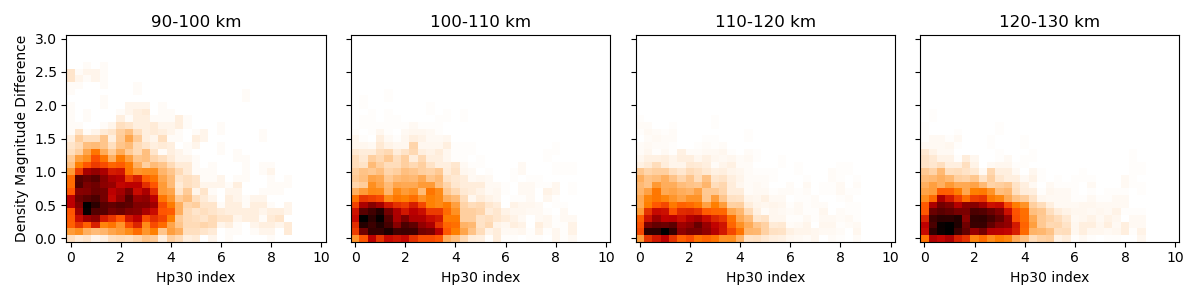 90-100 km
100-110 km
110-120 km
120-130 km
Density Magnitude Difference
3.0
2.5
2.0
1.5
1.0
0.5
0.0
0 2 4 6 8 10
0 2 4 6 8 10
0 2 4 6 8 10
0 2 4 6 8 10
Hp30 index
Hp30 index
Hp30 index
Hp30 index